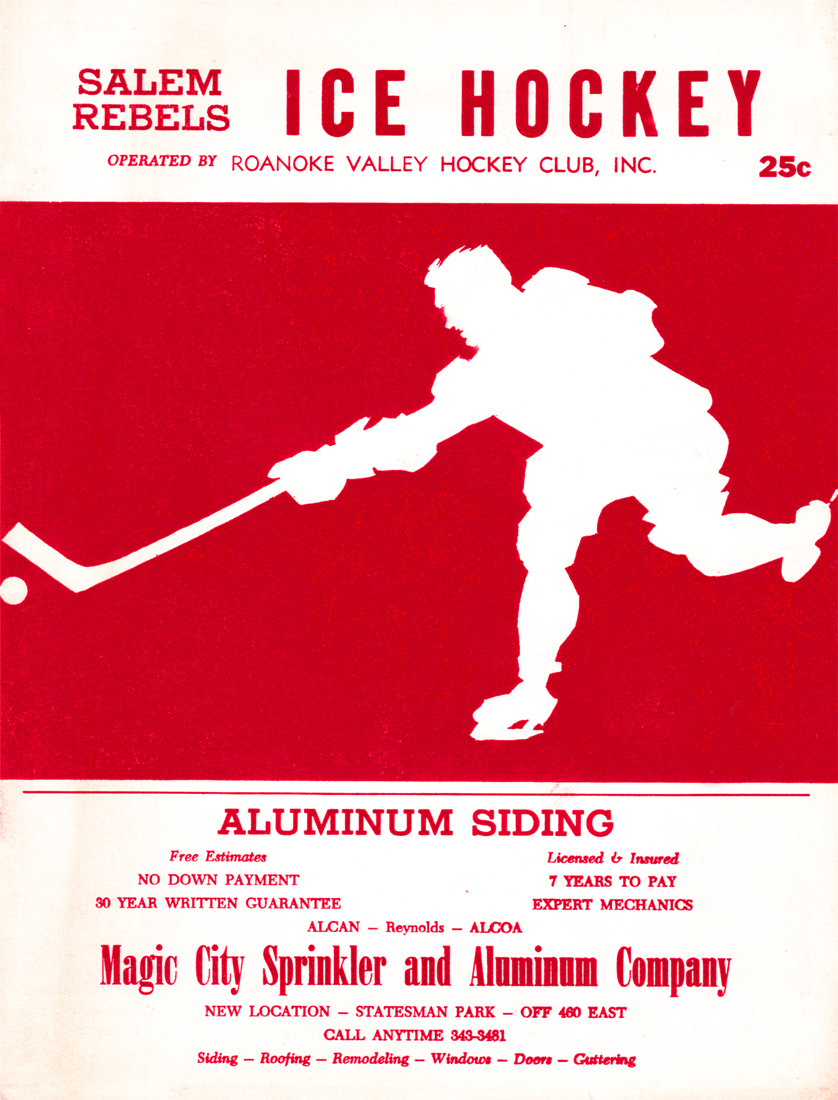 SALEM REBELS ICE HOCKEY
OPERATED BY ROANOKE VALLEY HOCKEY CLUB, INC.
25c
ALUMINUM SIDING
Free Estimates
Licensed & Insured
NO DOWN PAYMENT
7 YEARS TO PAY
30 YEAR WRITTEN GUARANTEE
EXPERT MECHANICS
ALCAN – Reynolds – ALCOA
Magic City Sprinkler and Aluminum Company
NEW LOCATION – STATESMAN PARK – OFF 460 EAST
CALL ANYTIME 343-3481
Siding – Roofing – Remodeling – Windows – Doors – Guttering